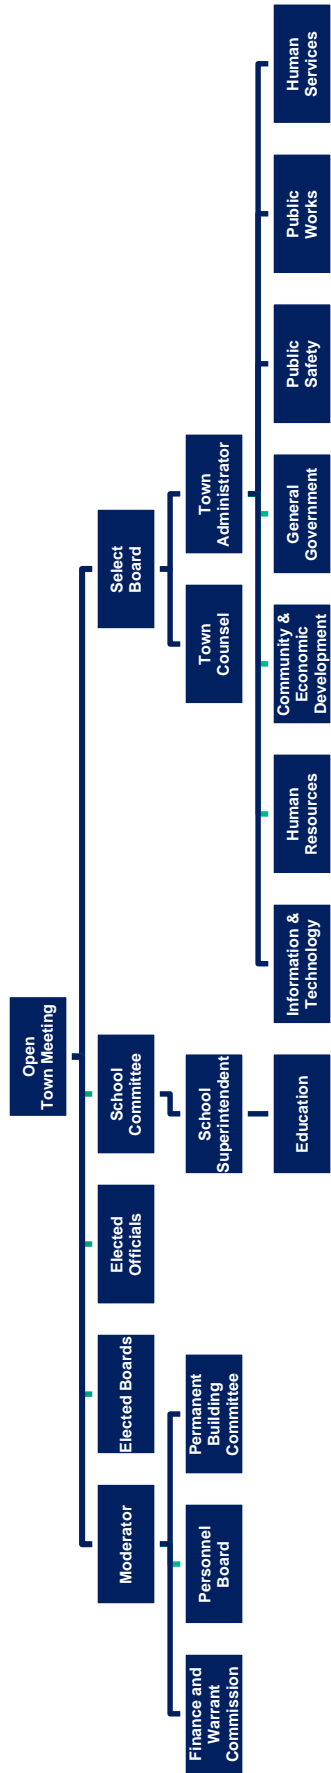 Open
Town Meeting
Moderator
Elected Boards
Elected
Officials
School
Committee
Select
Board
Finance and
Warrant
Commission
Personnel
Board
Permanent
Building
Committee
School
Superintendent
Town
Counsel
Town
Administrator
Education
Information &
Technology
Human
Resources
Community &
Economic
Development
General
Government
Public
Safety
Public
Works
Human
Services